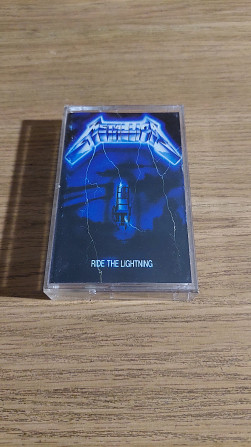 METALLICA
RIDE THE LIGHTNING